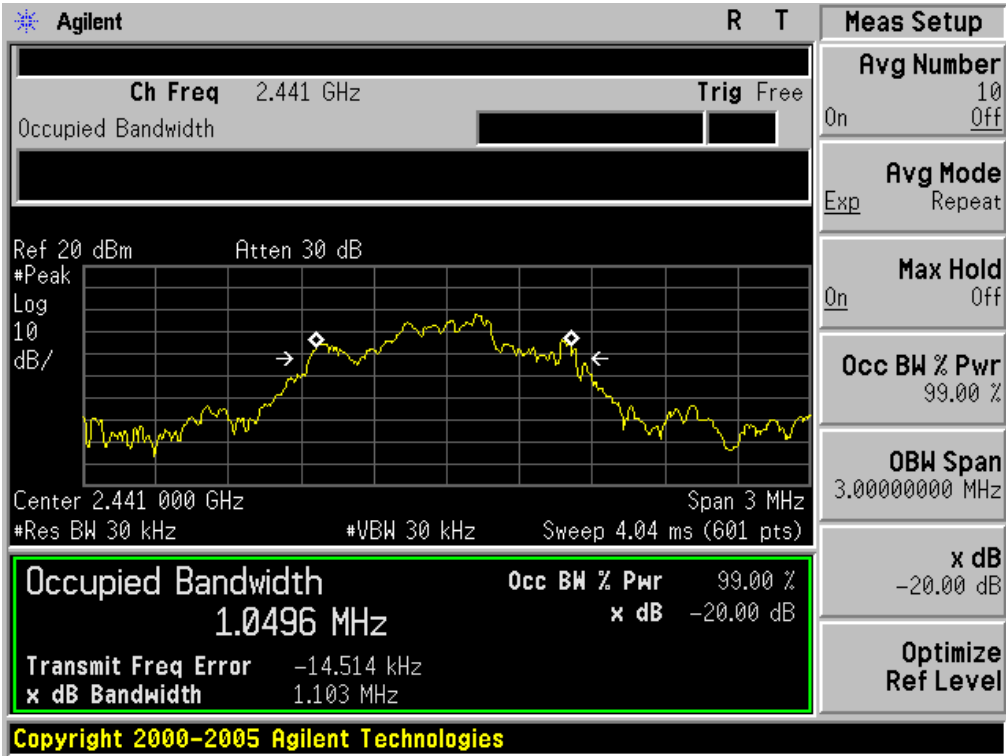 Agilent R T
Ch Freq 2.441 GHz Trig Free
Occupied Bandwidth
Ref 20 dBm Atten 30 dB
#Peak
Log
10
dB/
Center 2.441 000 GHz Span 3 MHz
#Res BW 30 kHz #VBW 30 kHz Sweep 4.04 ms (601 pts)
Occupied Bandwidth
1.0496 MHz
Occ BW % Pwr 99.00 %
x dB -20.00 dB
Transmit Freq Error -14.514 kHz
x dB Bandwidth 1.103 MHz
Copyright 2000-2005 Agilent Technologies
Meas Setup
Avg Number
10
On Off
Avg Mode
Exp Repeat
Max Hold
On Off
Occ BW % Pwr
99.00 %
OBW Span
3.00000000 MHz
x dB
-20.00 dB
Optimize
Ref Level